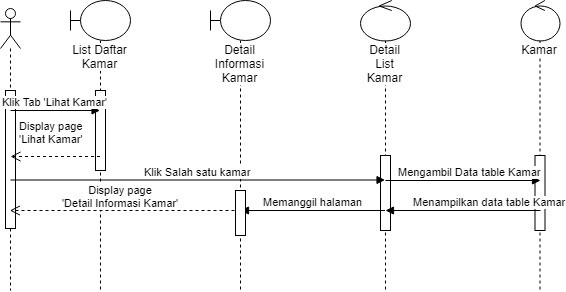 List Daftar
Kamar
Detail
Informasi
Kamar
Detail
List
Kamar
Kamar
Klik Tab 'Lihat Kamar'
Display page
'Lihat Kamar'
Klik Salah satu kamar
Mengambil Data table Kamar
Display page
'Detail Informasi Kamar'
Memanggil halaman
Menampilkan data table Kamar